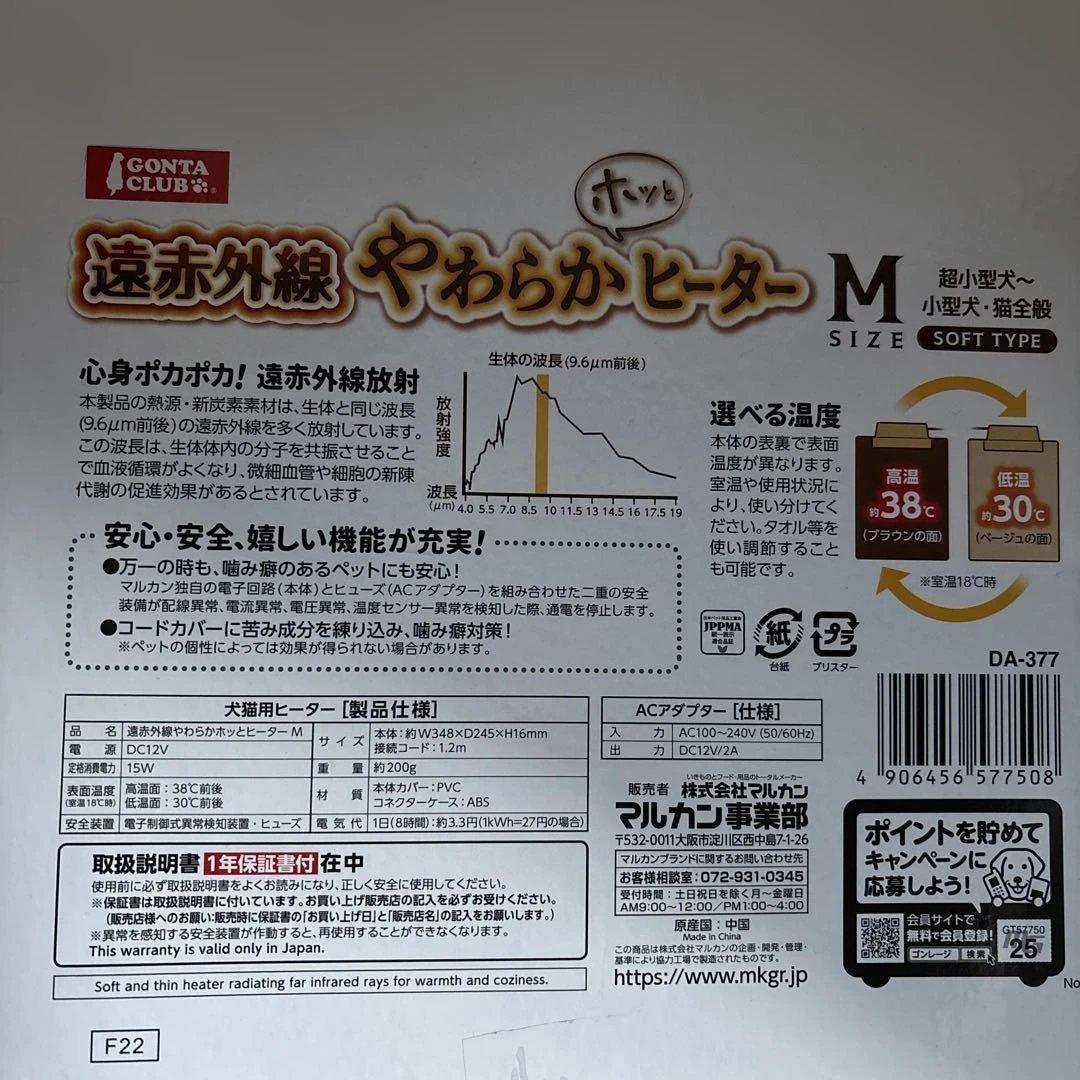 GONTA
CLUB
ホッと
遠赤外線 やわらかヒーター
M
SIZE
超小型犬～
小型犬・猫全般
SOFT TYPE
心身ポカポカ! 遠赤外線放射
本製品の熱源・新炭素素材は、生体と同じ波長
(9.6μm前後)の遠赤外線を多く放射しています。
この波長は、生体体内の分子を共振させること
で血液循環がよくなり、微細血管や細胞の新陳
代謝の促進効果があるとされています。
生体の波長(9.6μm前後)
放射強度
波長
(μm)
4.0 5.5 7.0 8.5 10 11.5 13 14.5 16 17.5 19
選べる温度
本体の表裏で表面
温度が異なります。
室温や使用状況に
より、使い分けてく
ださい。タオル等を
使い調節すること
も可能です。
高温
約38℃
(ブラウンの面)
低温
約30℃
(ベージュの面)
※室温18℃時
安心・安全、嬉しい機能が充実!
●万一の時も、噛み癖のあるペットにも安心!
マルカン独自の電子回路(本体)とヒューズ(ACアダプター)を組み合わせた二重の安全
装備が配線異常、電流異常、電圧異常、温度センサー異常を検知した際、通電を停止します。
●コードカバーに苦み成分を練り込み、噛み癖対策!
※ペットの個性によっては効果が得られない場合があります。
JPPMA
統一表示
適合品証
紙
台紙
プラ
ブリスター
DA-377
4 906456 577508
犬猫用ヒーター [製品仕様]
品名 遠赤外線やわらかホッとヒーター M
電源 DC12V
定格消費電力 15W
表面温度
(室温18℃時)
高温面：38℃前後
低温面：30℃前後
安全装置 電子制御式異常検知装置・ヒューズ
サイズ 本体：約W348×D245×H16mm
接続コード：1.2m
重量 約200g
材質 本体カバー：PVC
コネクターケース：ABS
電気代 1日(8時間)：約3.3円(1kWh=27円の場合)
ACアダプター [仕様]
入力 AC100～240V (50/60Hz)
出力 DC12V/2A
いきものとフード・用品のトータルメーカー
販売者 株式会社マルカン
マルカン事業部
〒532-0011大阪市淀川区西中島7-1-26
マルカンブランドに関するお問い合わせ先
お客様相談室：072-931-0345
受付時間：土日祝日を除く月～金曜日
AM9:00～12:00/PM1:00～4:00
原産国：中国
Made in China
この商品は株式会社マルカンの企画・開発・管理・
基準により協力工場で製造されたものです。
https://www.mkgr.jp
取扱説明書 1年保証書付 在中
使用前に必ず取扱説明書をよくお読みになり、正しく安全に使用してください。
※保証書は取扱説明書に付いています。お買い上げ販売店の記入を必ずお受けください。
(販売店様へのお願い:販売時に保証書の「お買い上げ日」と「販売店名」の記入をお願いします。)
※異常を感知する安全装置が作動すると、再使用することができなくなります。
This warranty is valid only in Japan.
Soft and thin heater radiating far infrared rays for warmth and coziness.
F22
ポイントを貯めて
キャンペーンに
応募しよう!
会員サイトで
無料で会員登録!
ゴンレージ 検索
GT57750
25
No